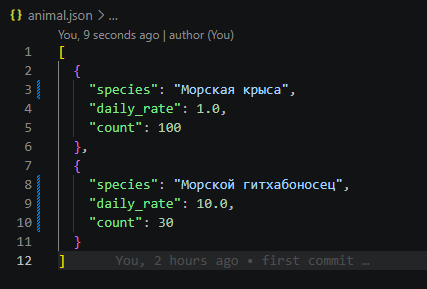 {} animal.json > ...
You, 9 seconds ago | author (You)
1 [
2 {
3 "species": "Морская крыса",
4 "daily_rate": 1.0,
5 "count": 100
6 },
7 {
8 "species": "Морской гитхабоносец",
9 "daily_rate": 10.0,
10 "count": 30
11 }
12 ] You, 2 hours ago • first commit …